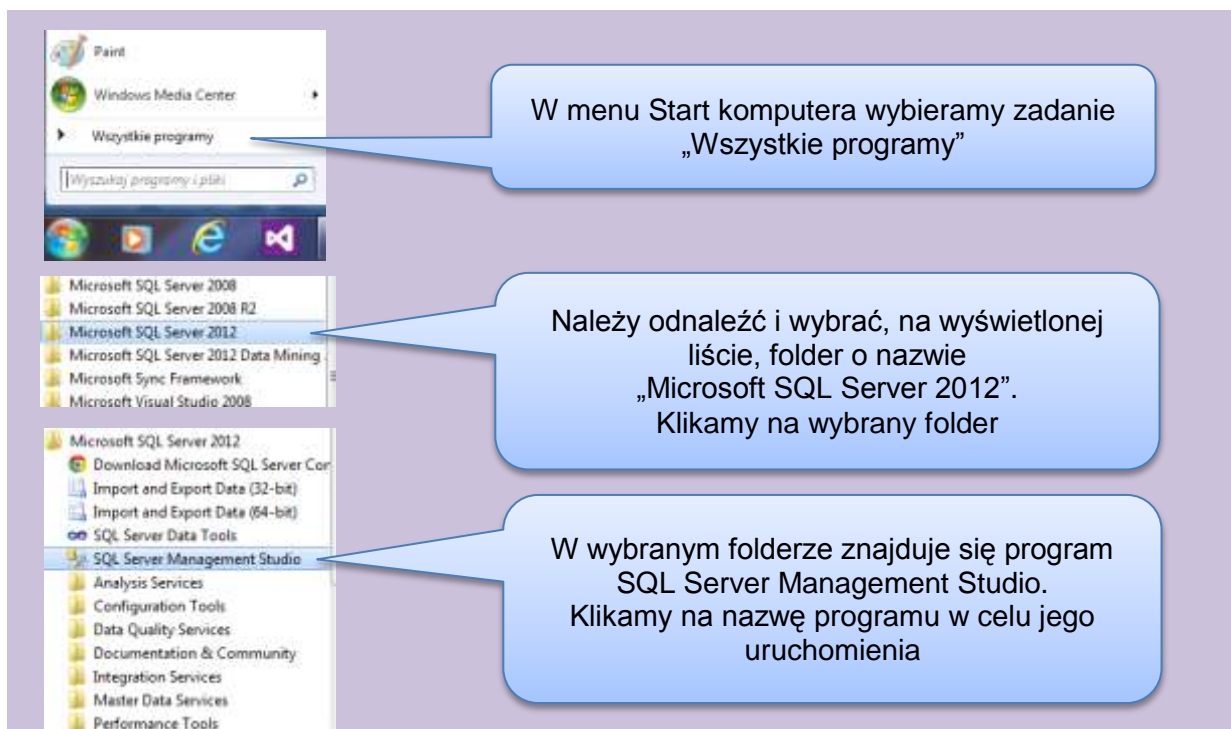 Paint
Windows Media Center
Wszystkie programy
Wyszukaj programy i pliki
W menu Start komputera wybieramy zadanie
„Wszystkie programy”
Microsoft SQL Server 2008
Microsoft SQL Server 2008 R2
Microsoft SQL Server 2012
Microsoft SQL Server 2012 Data Mining
Microsoft Sync Framework
Microsoft Visual Studio 2008
Należy odnaleźć i wybrać, na wyświetlonej
liście, folder o nazwie
„Microsoft SQL Server 2012”.
Klikamy na wybrany folder
Microsoft SQL Server 2012
Download Microsoft SQL Server Cor
Import and Export Data (32-bit)
Import and Export Data (64-bit)
SQL Server Data Tools
SQL Server Management Studio
Analysis Services
Configuration Tools
Data Quality Services
Documentation & Community
Integration Services
Master Data Services
Performance Tools
W wybranym folderze znajduje się program
SQL Server Management Studio.
Klikamy na nazwę programu w celu jego
uruchomienia